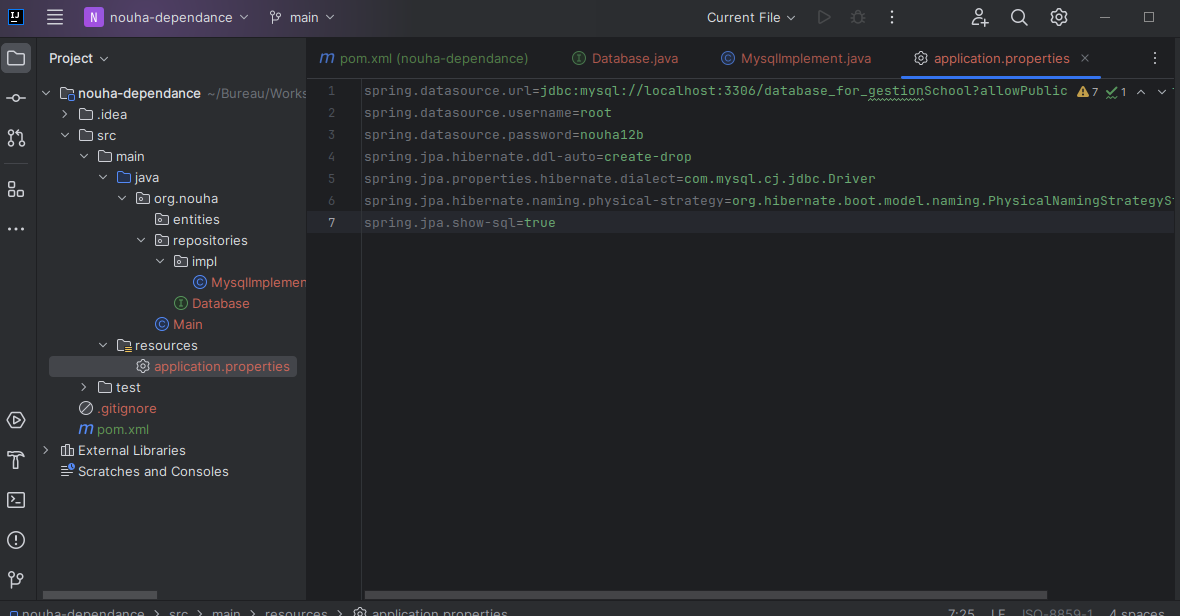 IJ
N nouha-dependance main Current File
Project
pom.xml (nouha-dependance) Database.java MysqlImplement.java application.properties
nouha-dependance ~/Bureau/Works
.idea
src
main
java
org.nouha
entities
repositories
impl
MysqlImplemen
Database
Main
resources
application.properties
test
.gitignore
pom.xml
External Libraries
Scratches and Consoles
1 spring.datasource.url=jdbc:mysql://localhost:3306/database_for_gestionSchool?allowPublic 7 1
2 spring.datasource.username=root
3 spring.datasource.password=nouha12b
4 spring.jpa.hibernate.ddl-auto=create-drop
5 spring.jpa.properties.hibernate.dialect=com.mysql.cj.jdbc.Driver
6 spring.jpa.hibernate.naming.physical-strategy=org.hibernate.boot.model.naming.PhysicalNamingStrategySt
7 spring.jpa.show-sql=true
nouha-dependance > src > main > resources > application.properties 7:25 LF ISO-8859-1 4 spaces